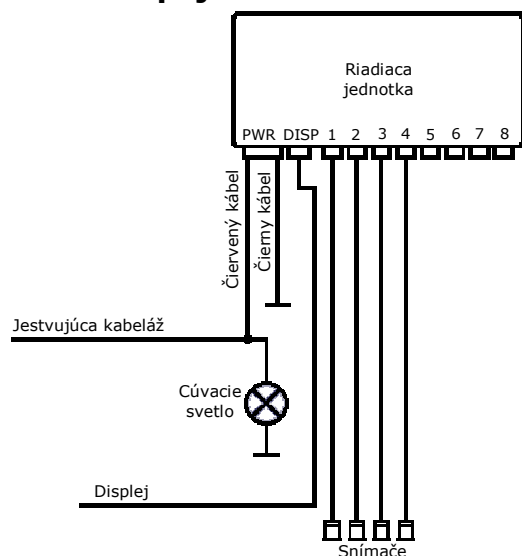 Riadiaca
jednotka
PWR DISP 1 2 3 4 5 6 7 8
Čiervený kábel
Čierny kábel
Jestvujúca kabeláž
Cúvacie
svetlo
Displej
Snímače